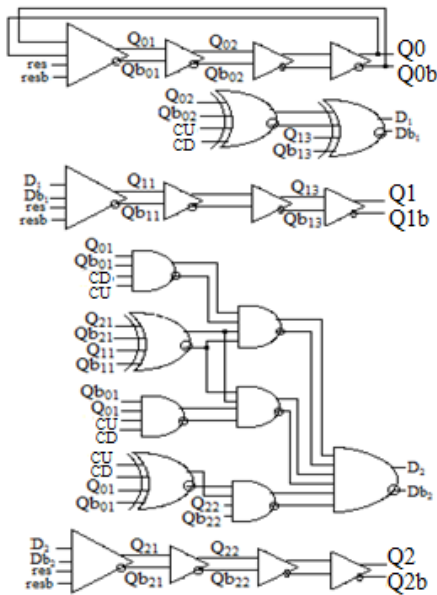 Q01 Q02 Q0
Qb01 Qb02 Q0b
res
resb
Q02
Qb02
CU
CD
Q13
Qb13
D1
Db1
D1
Db1
res
resb
Q11 Q13 Q1
Qb11 Qb13 Q1b
Q01
Qb01
CD
CU
Q21
Qb21
Q11
Qb11
Qb01
Q01
CU
CD
CU
CD
Q01
Qb01
Q22
Qb22
D2
Db2
D2
Db2
res
resb
Q21 Q22 Q2
Qb21 Qb22 Q2b